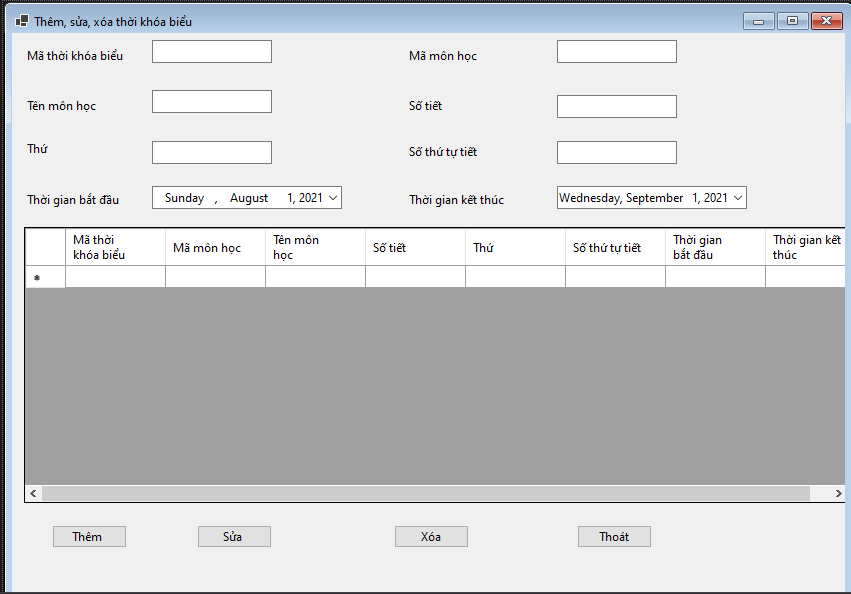 Thêm, sửa, xóa thời khóa biểu
Mã thời khóa biểu
Mã môn học
Tên môn học
Số tiết
Thứ
Số thứ tự tiết
Thời gian bắt đầu
Sunday , August 1, 2021
Thời gian kết thúc
Wednesday, September 1, 2021
Mã thời
khóa biểu
Mã môn học
Tên môn
học
Số tiết
Thứ
Số thứ tự tiết
Thời gian
bắt đầu
Thời gian kết
thúc
Thêm
Sửa
Xóa
Thoát